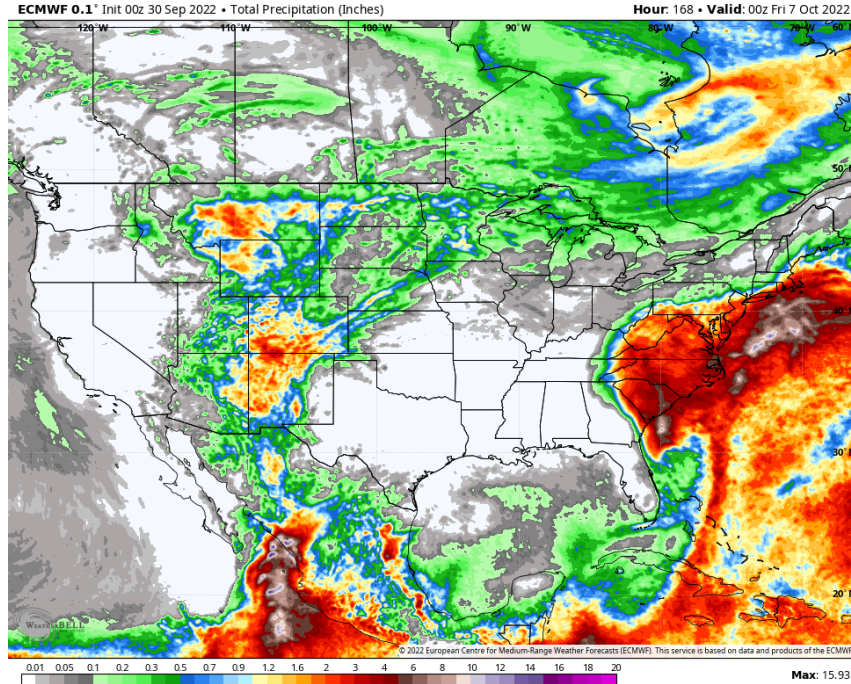 ECMWF 0.1° Init 00z 30 Sep 2022 • Total Precipitation (Inches)
Hour: 168 • Valid: 00z Fri 7 Oct 2022
120°W 110°W 100°W 90°W 80°W 70°W 60°
50°
40°
30°
20°
WEATHERBELL
© 2022 European Centre for Medium-Range Weather Forecasts (ECMWF). This service is based on data and products of the ECMWF
0.01 0.05 0.1 0.2 0.3 0.5 0.7 0.9 1.2 1.6 2 3 4 6 8 10 12 14 16 18 20
Max: 15.93